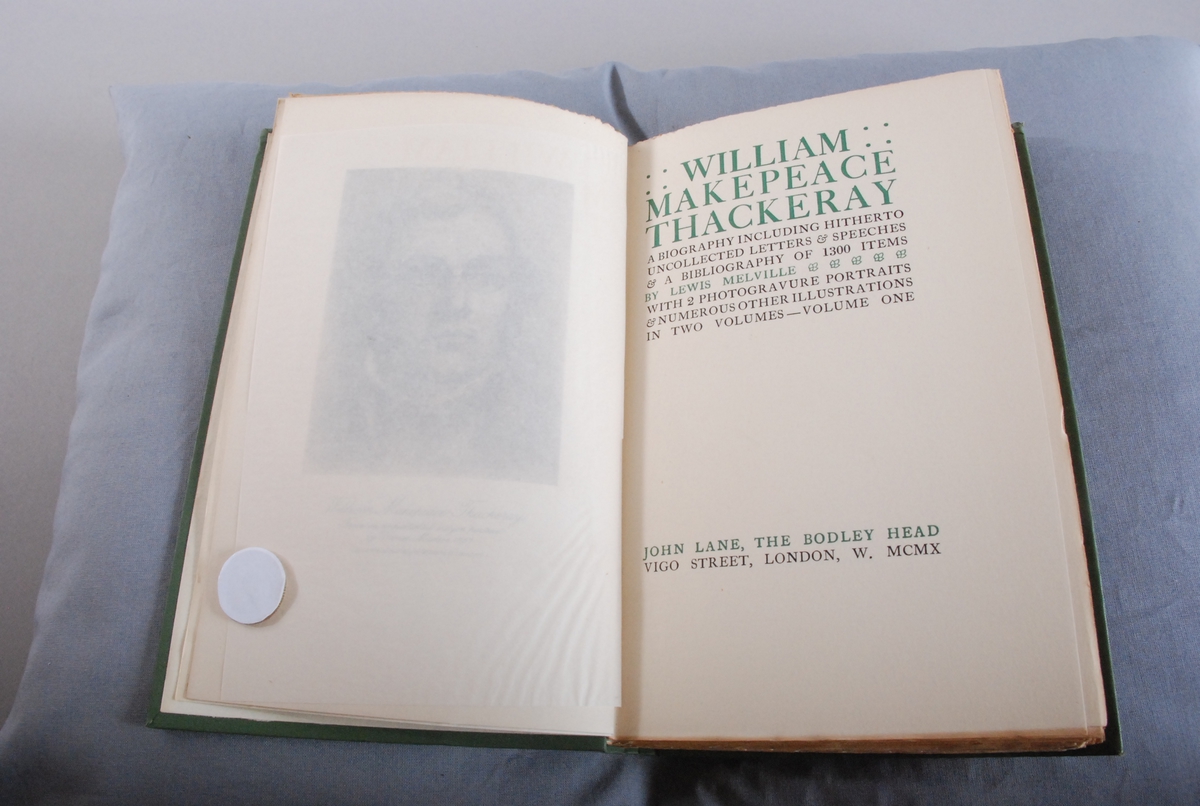 WILLIAM
MAKEPEACE
THACKERAY
A BIOGRAPHY INCLUDING HITHERTO
UNCOLLECTED LETTERS & SPEECHES
& A BIBLIOGRAPHY OF 1300 ITEMS
BY LEWIS MELVILLE
WITH 2 PHOTOGRAVURE PORTRAITS
& NUMEROUS OTHER ILLUSTRATIONS
IN TWO VOLUMES—VOLUME ONE
JOHN LANE, THE BODLEY HEAD
VIGO STREET, LONDON, W. MCMX